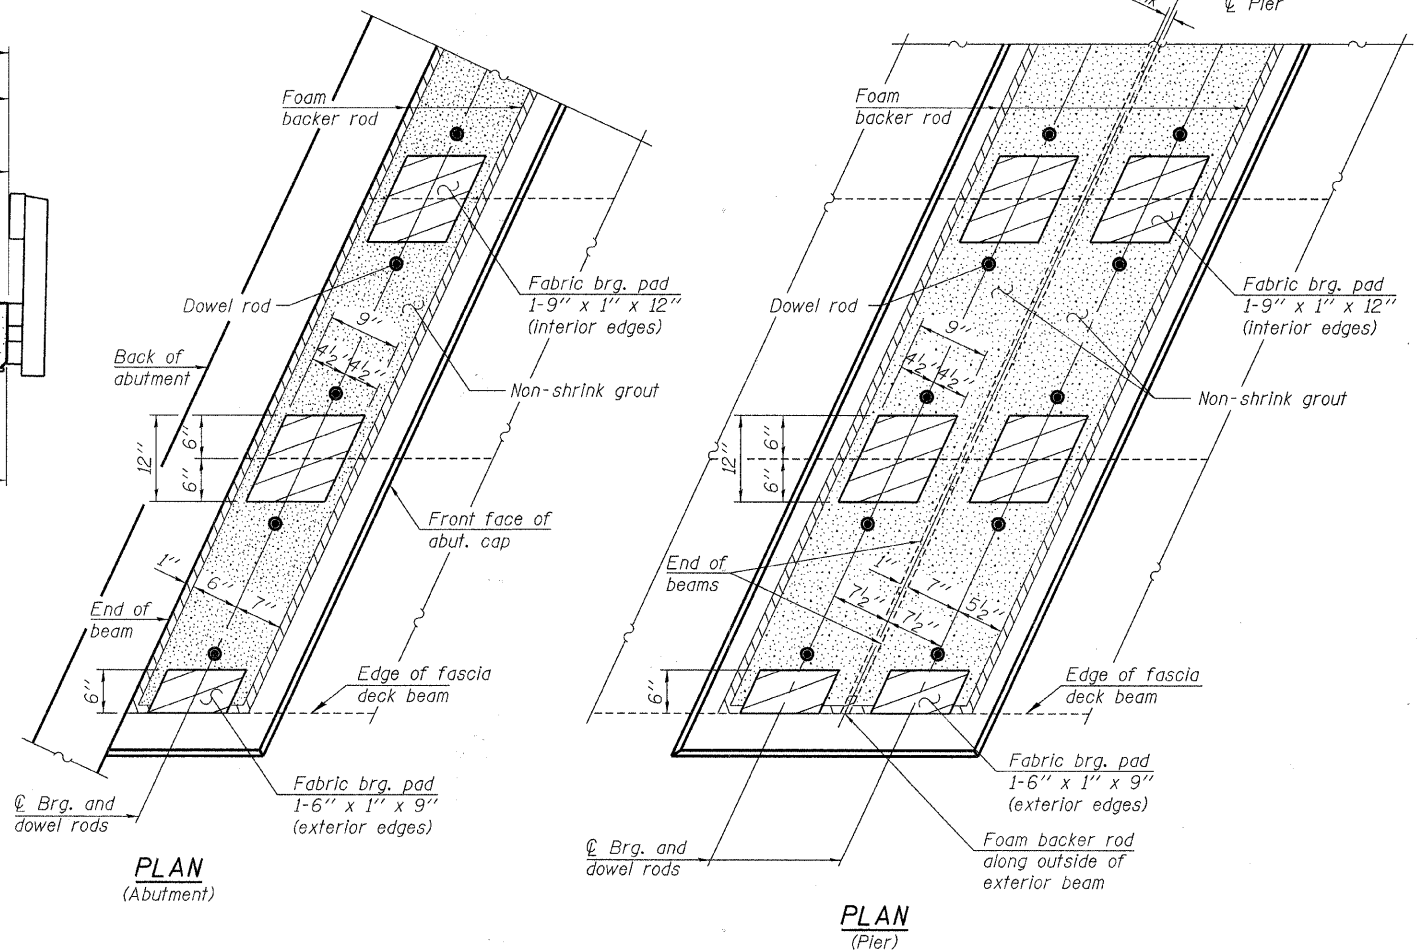 Foam
backer rod
Dowel rod
Back of
abutment
Fabric brg. pad
1-9" x 1" x 12"
(interior edges)
9"
4½" 4½"
Non-shrink grout
12"
6"
6"
Front face of
abut. cap
1"
6"
7"
End of
beam
6"
Edge of fascia
deck beam
Fabric brg. pad
1-6" x 1" x 9"
(exterior edges)
℄ Brg. and
dowel rods
PLAN
(Abutment)
℄ Pier
Foam
backer rod
Dowel rod
Fabric brg. pad
1-9" x 1" x 12"
(interior edges)
9"
4½" 4½"
Non-shrink grout
12"
6"
6"
End of
beams
1"
7"
5½"
7½"
7½"
6"
Edge of fascia
deck beam
Fabric brg. pad
1-6" x 1" x 9"
(exterior edges)
℄ Brg. and
dowel rods
Foam backer rod
along outside of
exterior beam
PLAN
(Pier)